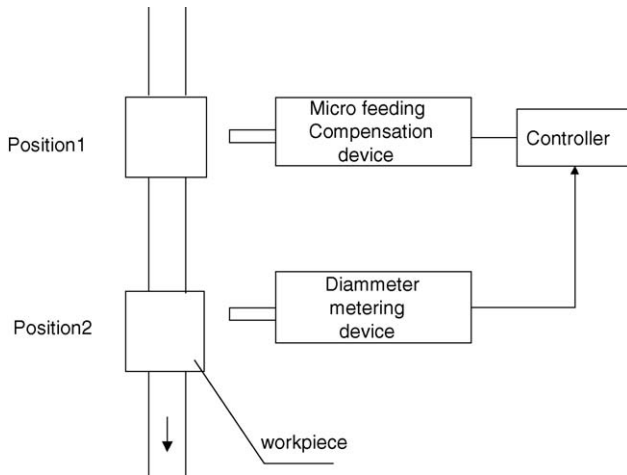 Micro feeding
Compensation
device
Controller
Position1
Diammeter
metering
device
Position2
workpiece